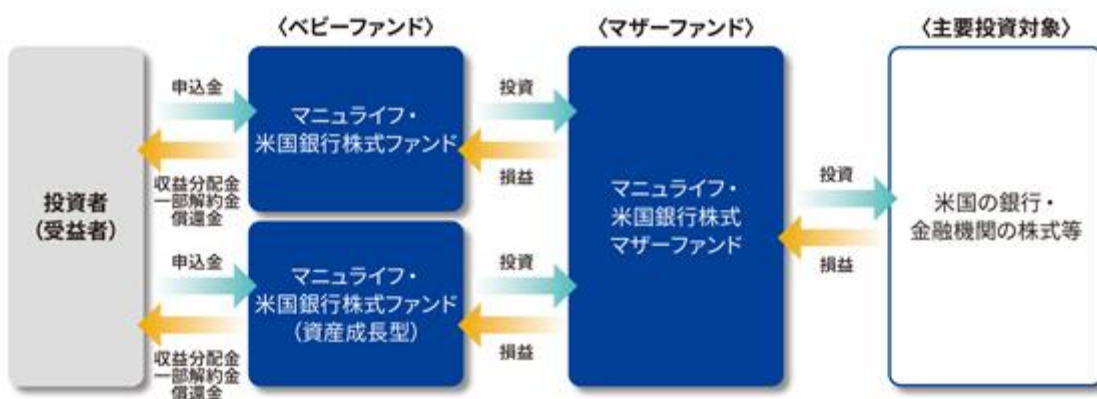 〈ベビーファンド〉
〈マザーファンド〉
〈主要投資対象〉
投資者
（受益者）
申込金
収益分配金
一部解約金
償還金
マニュライフ・
米国銀行株式ファンド
投資
損益
申込金
収益分配金
一部解約金
償還金
マニュライフ・
米国銀行株式ファンド
（資産成長型）
投資
損益
マニュライフ・
米国銀行株式
マザーファンド
投資
損益
米国の銀行・
金融機関の株式等